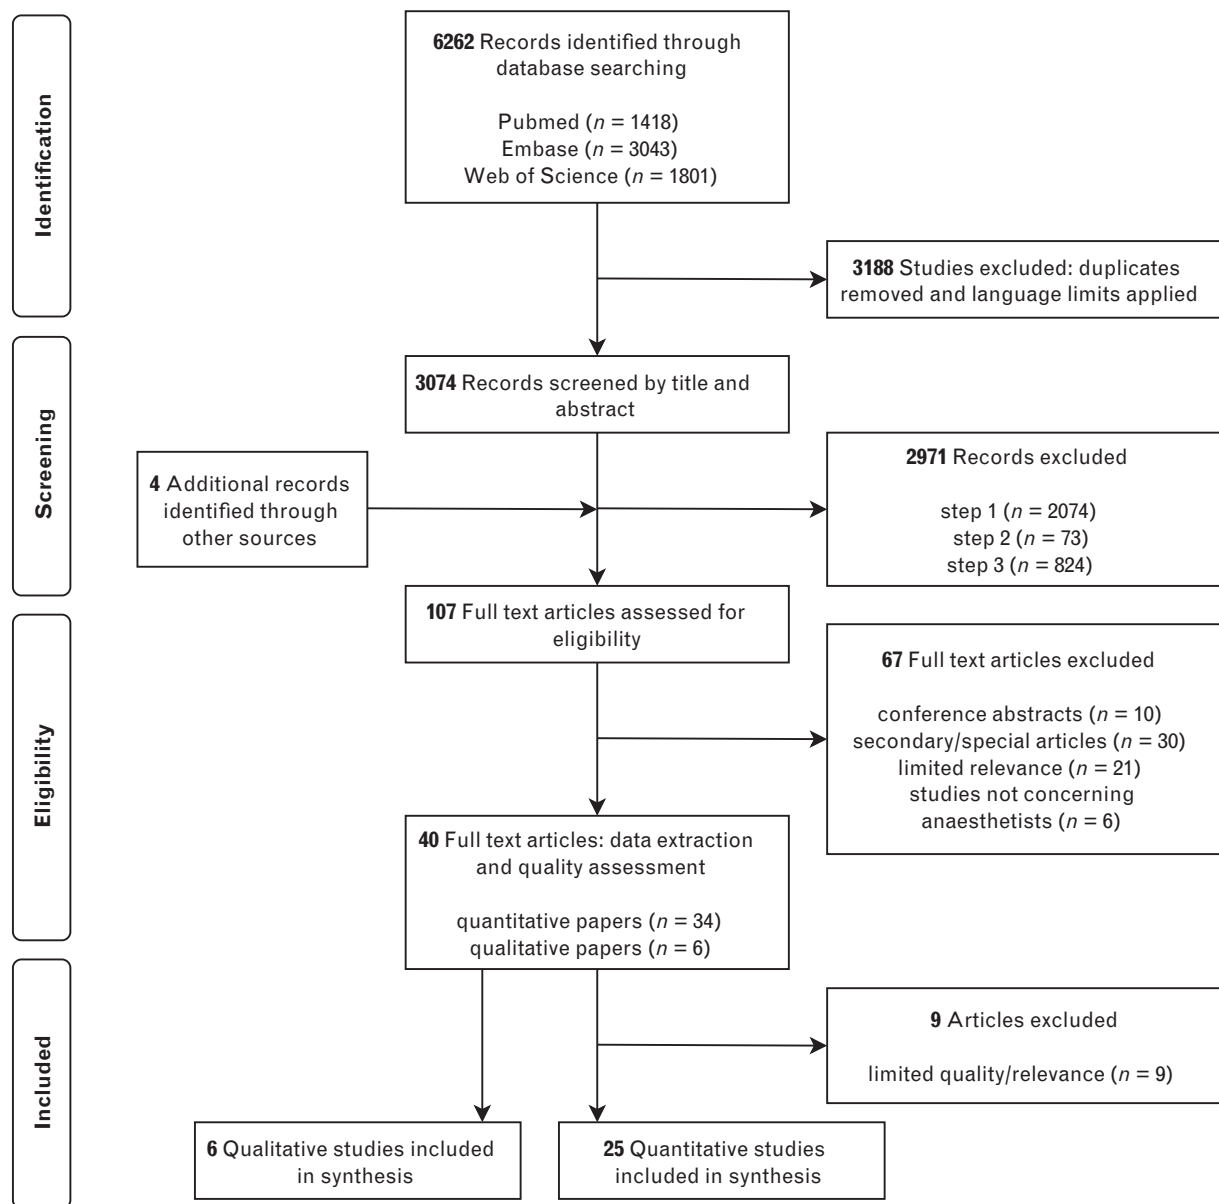 Identification
6262 Records identified through
database searching
Pubmed (n = 1418)
Embase (n = 3043)
Web of Science (n = 1801)
3188 Studies excluded: duplicates
removed and language limits applied
Screening
3074 Records screened by title and
abstract
4 Additional records
identified through
other sources
2971 Records excluded
step 1 (n = 2074)
step 2 (n = 73)
step 3 (n = 824)
Eligibility
107 Full text articles assessed for
eligibility
67 Full text articles excluded
conference abstracts (n = 10)
secondary/special articles (n = 30)
limited relevance (n = 21)
studies not concerning
anaesthetists (n = 6)
40 Full text articles: data extraction
and quality assessment
quantitative papers (n = 34)
qualitative papers (n = 6)
Included
9 Articles excluded
limited quality/relevance (n = 9)
6 Qualitative studies included
in synthesis
25 Quantitative studies
included in synthesis